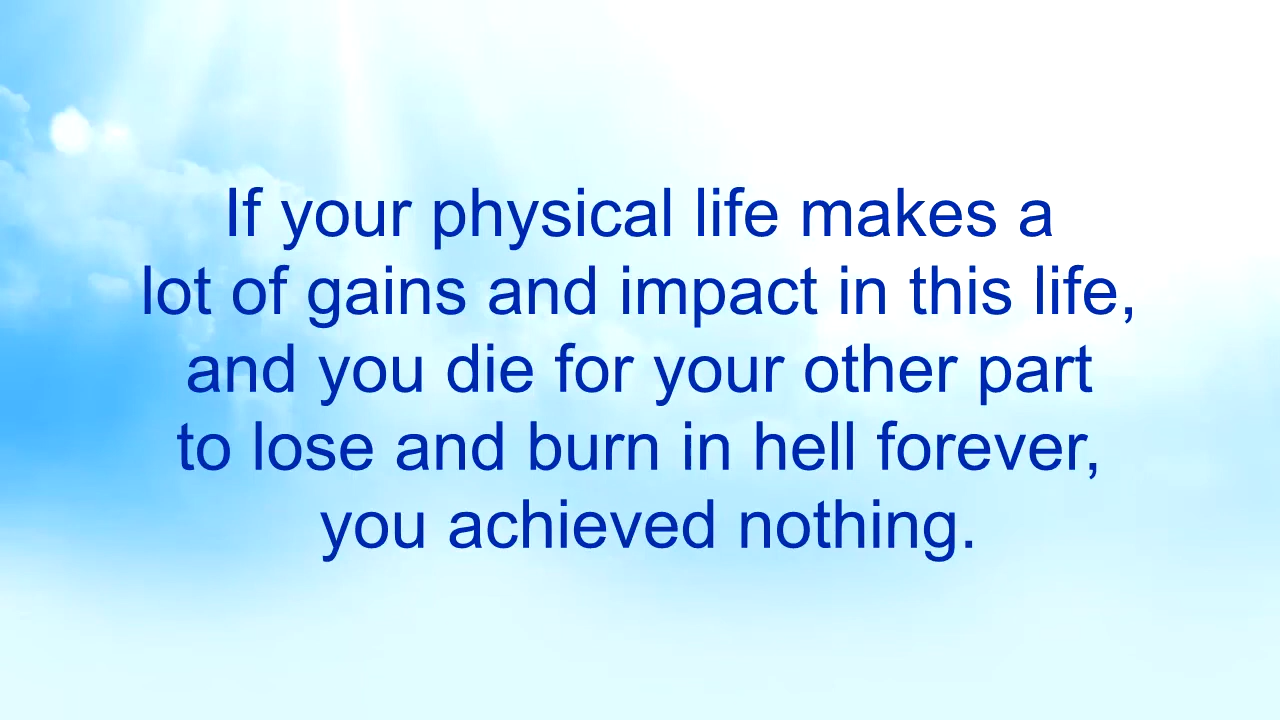 If your physical life makes a
lot of gains and impact in this life,
and you die for your other part
to lose and burn in hell forever,
you achieved nothing.